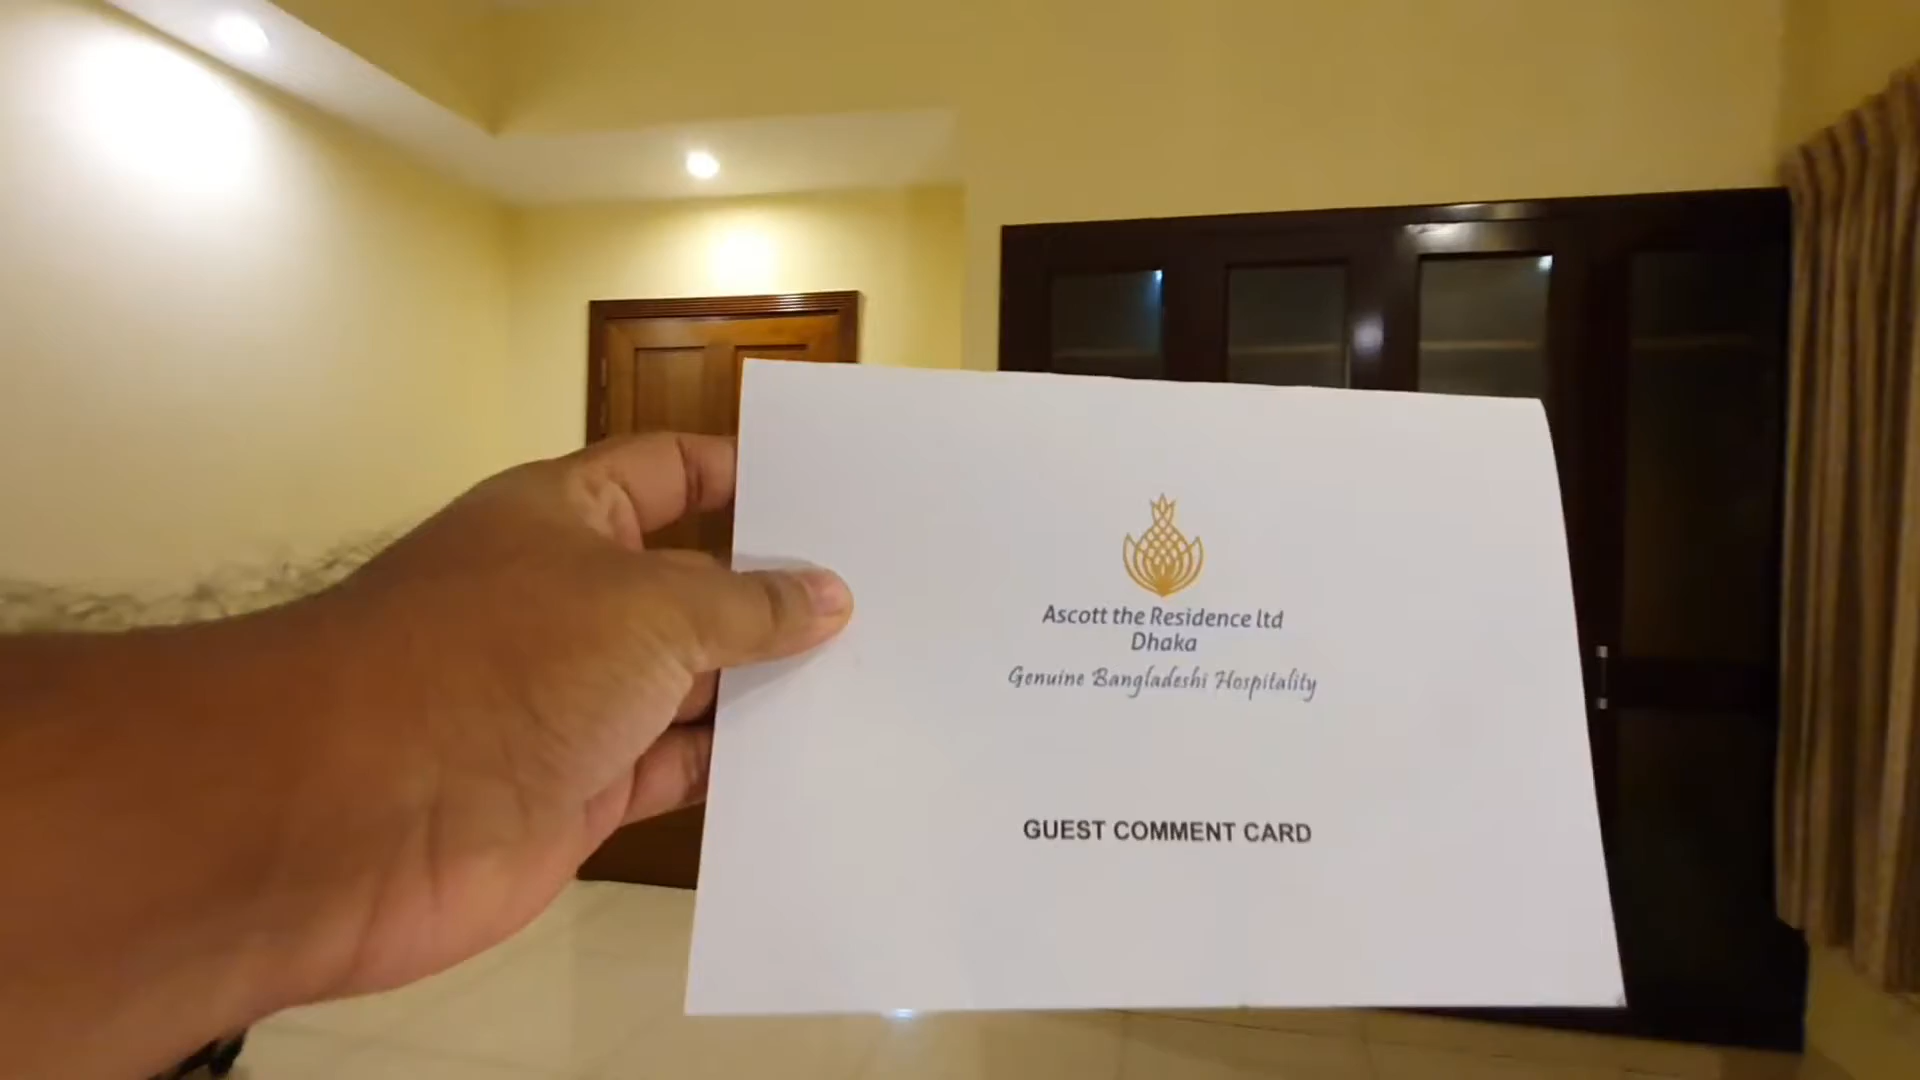 Ascott the Residence ltd
Dhaka
Genuine Bangladeshi Hospitality
GUEST COMMENT CARD